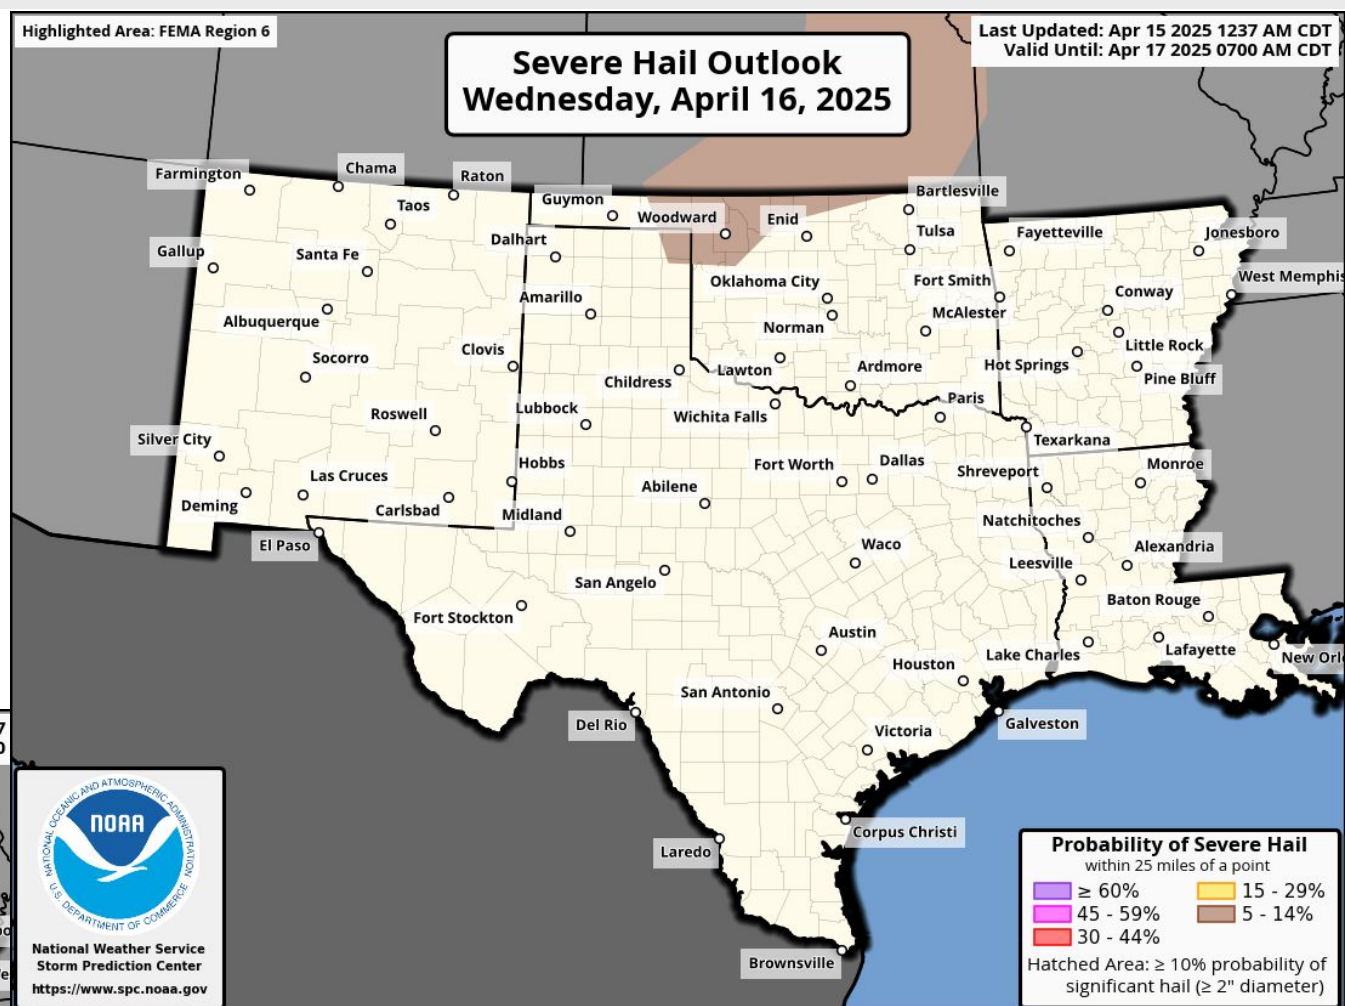 Highlighted Area: FEMA Region 6
Severe Hail Outlook
Wednesday, April 16, 2025
Last Updated: Apr 15 2025 1237 AM CDT
Valid Until: Apr 17 2025 0700 AM CDT
Farmington
Chama
Raton
Taos
Guymon
Woodward
Enid
Bartlesville
Tulsa
Fayetteville
Jonesboro
Gallup
Santa Fe
Dalhart
Oklahoma City
Fort Smith
West Memphis
Albuquerque
Amarillo
Norman
McAlester
Conway
Little Rock
Socorro
Clovis
Childress
Lawton
Ardmore
Hot Springs
Pine Bluff
Roswell
Lubbock
Wichita Falls
Paris
Texarkana
Silver City
Las Cruces
Hobbs
Abilene
Fort Worth
Dallas
Shreveport
Monroe
Deming
Carlsbad
Midland
Natchitoches
El Paso
San Angelo
Waco
Leesville
Alexandria
Fort Stockton
Austin
Baton Rouge
Houston
Lake Charles
Lafayette
New Orl
San Antonio
Del Rio
Victoria
Galveston
Laredo
Corpus Christi
Brownsville
NATIONAL OCEANIC AND ATMOSPHERIC ADMINISTRATION
NOAA
U.S. DEPARTMENT OF COMMERCE
National Weather Service
Storm Prediction Center
https://www.spc.noaa.gov
Probability of Severe Hail
within 25 miles of a point
≥ 60%
15 - 29%
45 - 59%
5 - 14%
30 - 44%
Hatched Area: ≥ 10% probability of
significant hail (≥ 2" diameter)